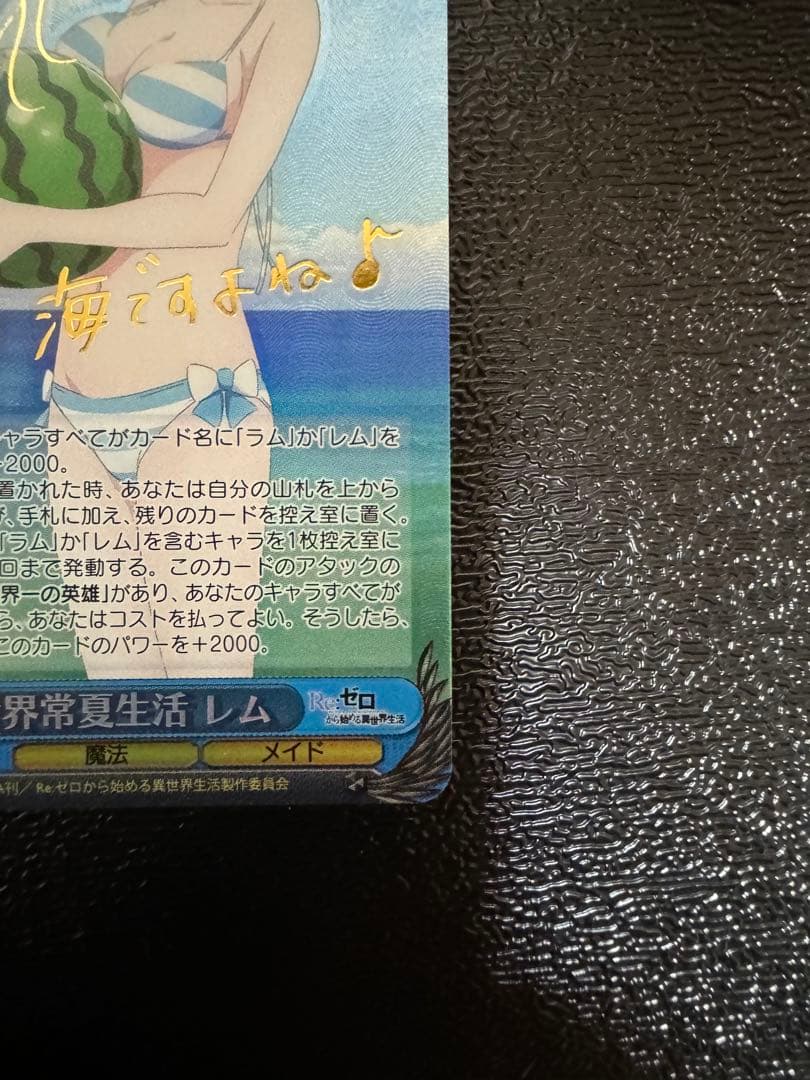 海ですよね♪
ャラすべてがカード名に「ラム」か「レム」を
+2000。
置かれた時、あなたは自分の山札を上から
、手札に加え、残りのカードを控え室に置く。
「ラム」か「レム」を含むキャラを1枚控え室に
ロまで発動する。このカードのアタックの
界一の英雄」があり、あなたのキャラすべてが
ら、あなたはコストを払ってよい。そうしたら、
このカードのパワーを+2000。
界常夏生活 レム
Re:ゼロ
から始める異世界生活
魔法 メイド
刊/Re:ゼロから始める異世界生活製作委員会